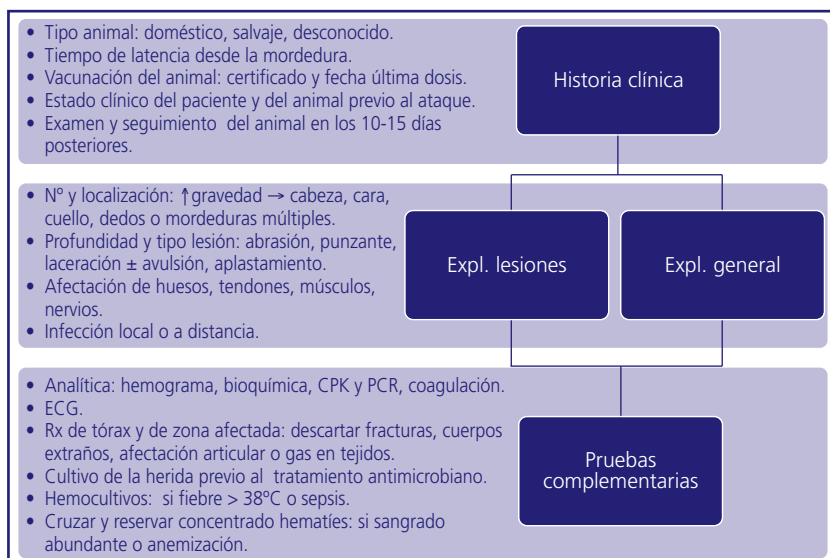 • Tipo animal: doméstico, salvaje, desconocido.
• Tiempo de latencia desde la mordedura.
• Vacunación del animal: certificado y fecha última dosis.
• Estado clínico del paciente y del animal previo al ataque.
• Examen y seguimiento del animal en los 10-15 días
posteriores.
Historia clínica
• Nº y localización: ↑gravedad → cabeza, cara,
cuello, dedos o mordeduras múltiples.
• Profundidad y tipo lesión: abrasión, punzante,
laceración ± avulsión, aplastamiento.
• Afectación de huesos, tendones, músculos,
nervios.
• Infección local o a distancia.
Expl. lesiones
Expl. general
• Analítica: hemograma, bioquímica, CPK y PCR, coagulación.
• ECG.
• Rx de tórax y de zona afectada: descartar fracturas, cuerpos
extraños, afectación articular o gas en tejidos.
• Cultivo de la herida previo al tratamiento antimicrobiano.
• Hemocultivos: si fiebre > 38ºC o sepsis.
• Cruzar y reservar concentrado hematíes: si sangrado
abundante o anemización.
Pruebas
complementarias